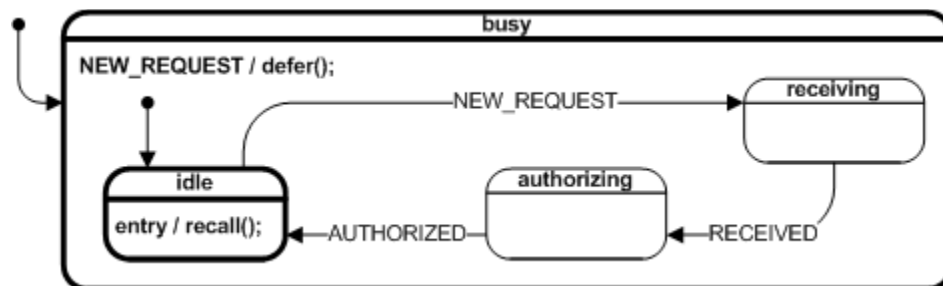 busy
NEW_REQUEST / defer();
NEW_REQUEST
receiving
idle
entry / recall();
authorizing
AUTHORIZED
RECEIVED